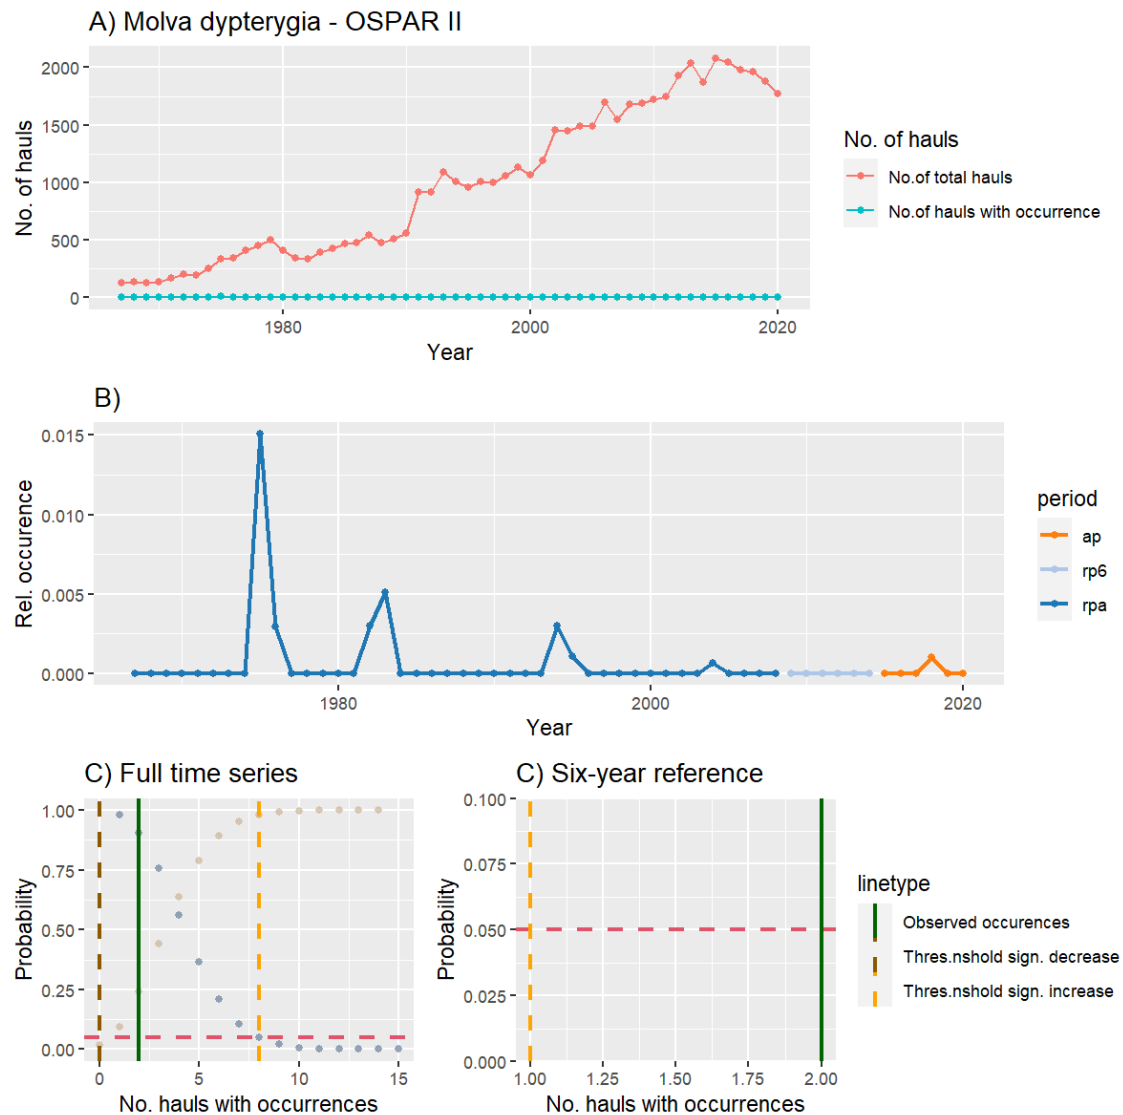 A) Molva dypterygia - OSPAR II
2000
1500
1000
500
0
No. of hauls
1980
2000
2020
Year
No. of hauls
No.of total hauls
No.of hauls with occurrence
B)
0.015
0.010
0.005
0.000
Rel. occurence
1980
2000
2020
Year
period
ap
rp6
rpa
C) Full time series
1.00
0.75
0.50
0.25
0.00
Probability
0
5
10
15
No. hauls with occurrences
C) Six-year reference
0.100
0.075
0.050
0.025
0.000
Probability
1.00
1.25
1.50
1.75
2.00
No. hauls with occurrences
linetype
Observed occurences
Thres.nshold sign. decrease
Thres.nshold sign. increase